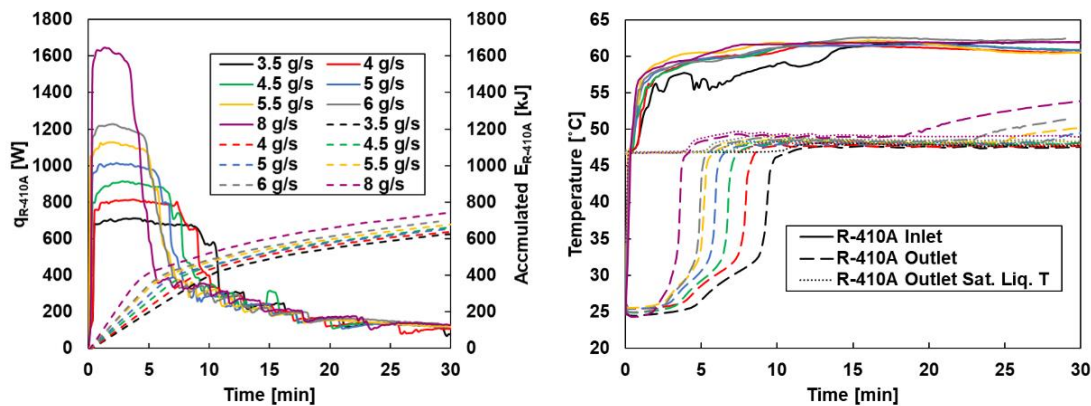 1800
1600
1400
1200
1000
800
600
400
200
0
qR-410A [W]
3.5 g/s 4 g/s
4.5 g/s 5 g/s
5.5 g/s 6 g/s
8 g/s 3.5 g/s
4 g/s 4.5 g/s
5 g/s 5.5 g/s
6 g/s 8 g/s
1800
1600
1400
1200
1000
800
600
400
200
0
Accmulated ER-410A [kJ]
0 5 10 15 20 25 30
Time [min]
65
60
55
50
45
40
35
30
25
20
Temperature [˚C]
R-410A Inlet
R-410A Outlet
R-410A Outlet Sat. Liq. T
0 5 10 15 20 25 30
Time [min]